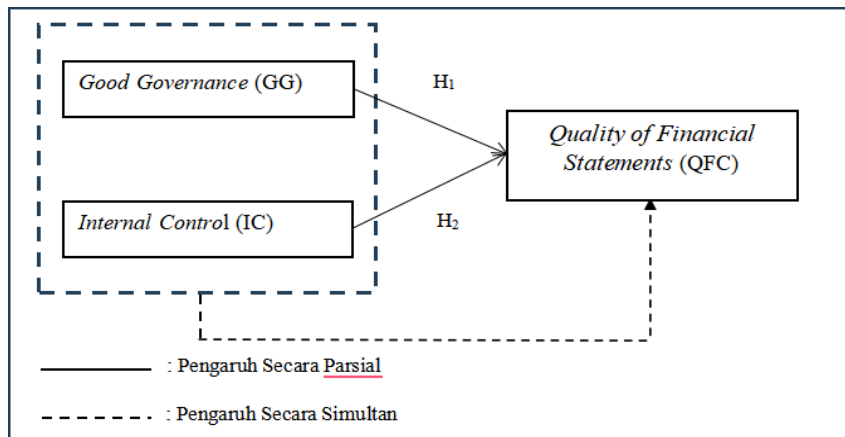 Good Governance (GG)
H1
Quality of Financial
Statements (QFC)
Internal Control (IC)
H2
: Pengaruh Secara Parsial
: Pengaruh Secara Simultan